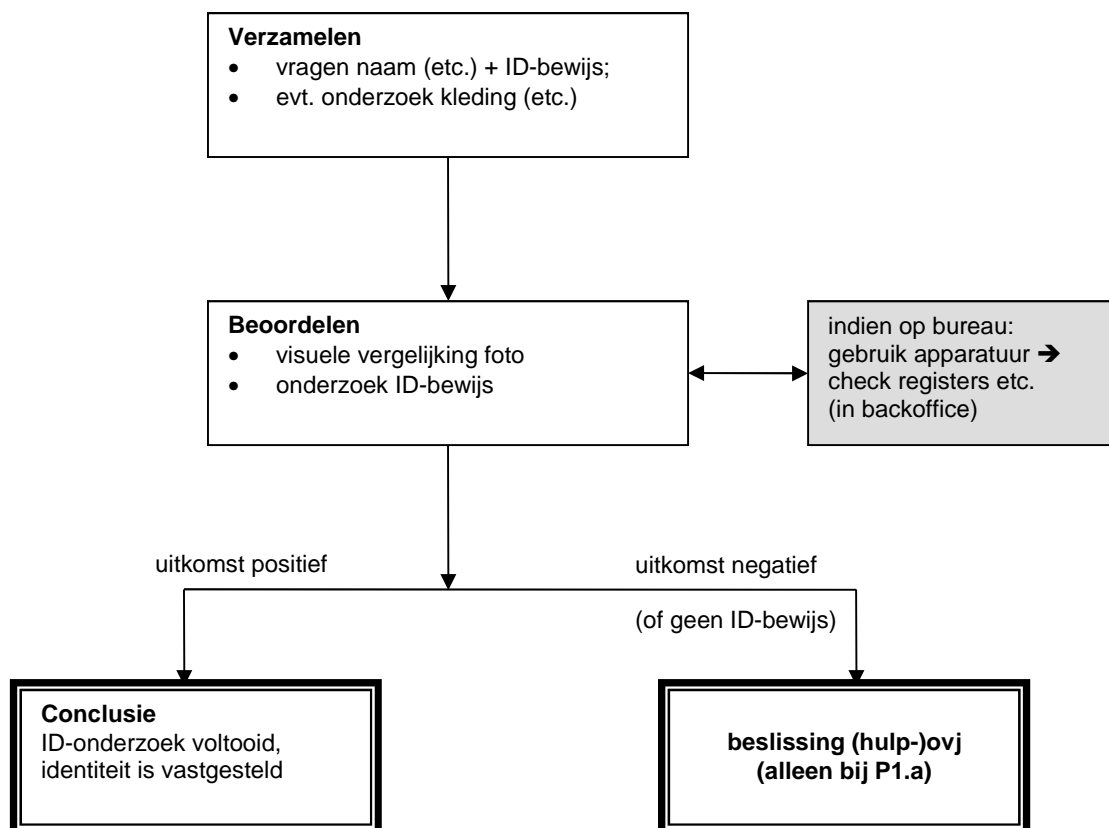 Verzamelen
• vragen naam (etc.) + ID-bewijs;
• evt. onderzoek kleding (etc.)
Beoordelen
• visuele vergelijking foto
• onderzoek ID-bewijs
indien op bureau:
gebruik apparatuur ➔
check registers etc.
(in backoffice)
uitkomst positief
uitkomst negatief
(of geen ID-bewijs)
Conclusie
ID-onderzoek voltooid,
identiteit is vastgesteld
beslissing (hulp-)ovj
(alleen bij P1.a)